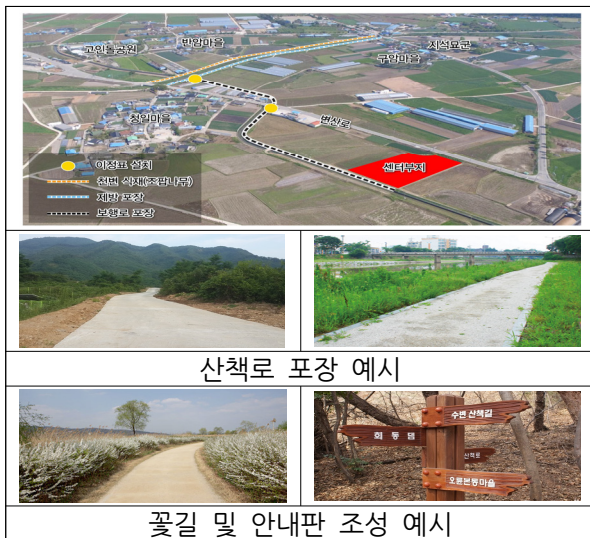 고인돌공원
반암마을
지석묘군
구암마을
청일마을
변산로
센터부지
이정표 설치
천변 식재(조팝나무)
제방 포장
보행로 포장
산책로 포장 예시
수변 산책길
회동댐
산책로
오륜본동마을
꽃길 및 안내판 조성 예시